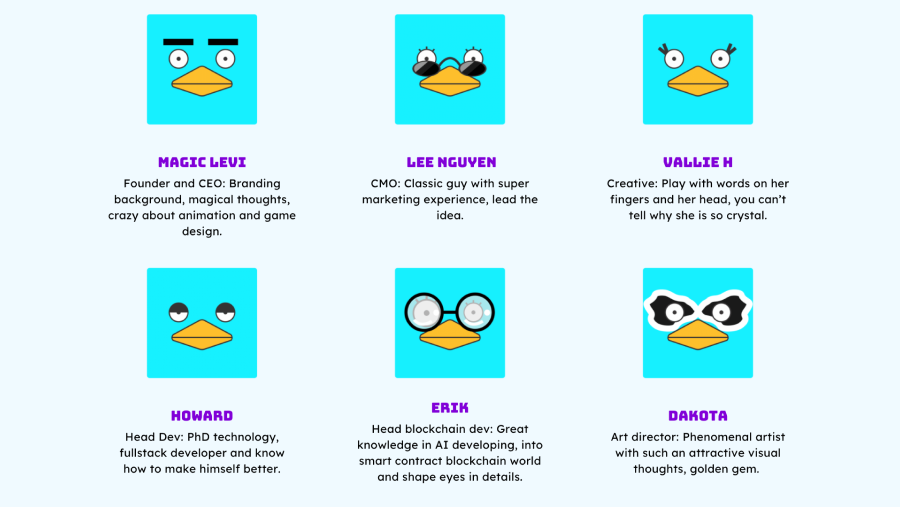 MAGIC LEVI
Founder and CEO: Branding
background, magical thoughts,
crazy about animation and game
design.
LEE NGUYEN
CMO: Classic guy with super
marketing experience, lead the
idea.
VALLIE H
Creative: Play with words on her
fingers and her head, you can’t
tell why she is so crystal.
HOWARD
Head Dev: PhD technology,
fullstack developer and know
how to make himself better.
ERIK
Head blockchain dev: Great
knowledge in AI developing, into
smart contract blockchain world
and shape eyes in details.
DAKOTA
Art director: Phenomenal artist
with such an attractive visual
thoughts, golden gem.